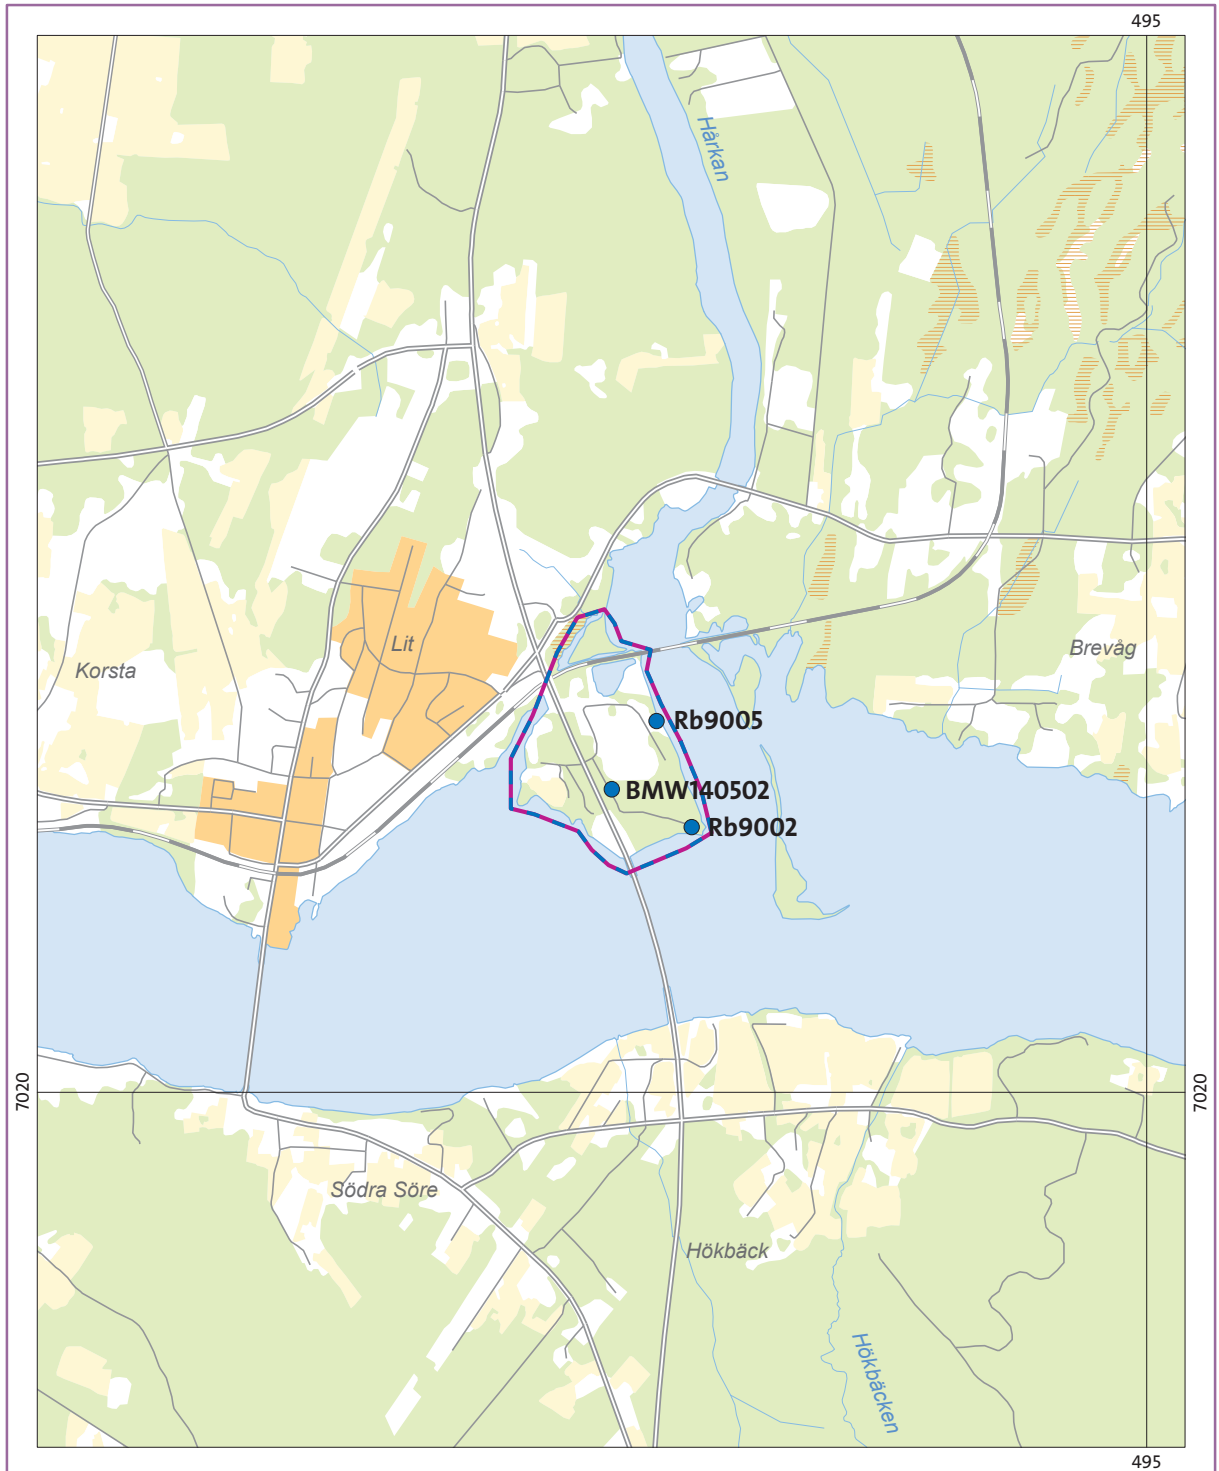 495
Hårkan
Lit
Korsta
Brevåg
Rb9005
BMW140502
Rb9002
7020
7020
Södra Söre
Hökbäck
Hökbäcken
495